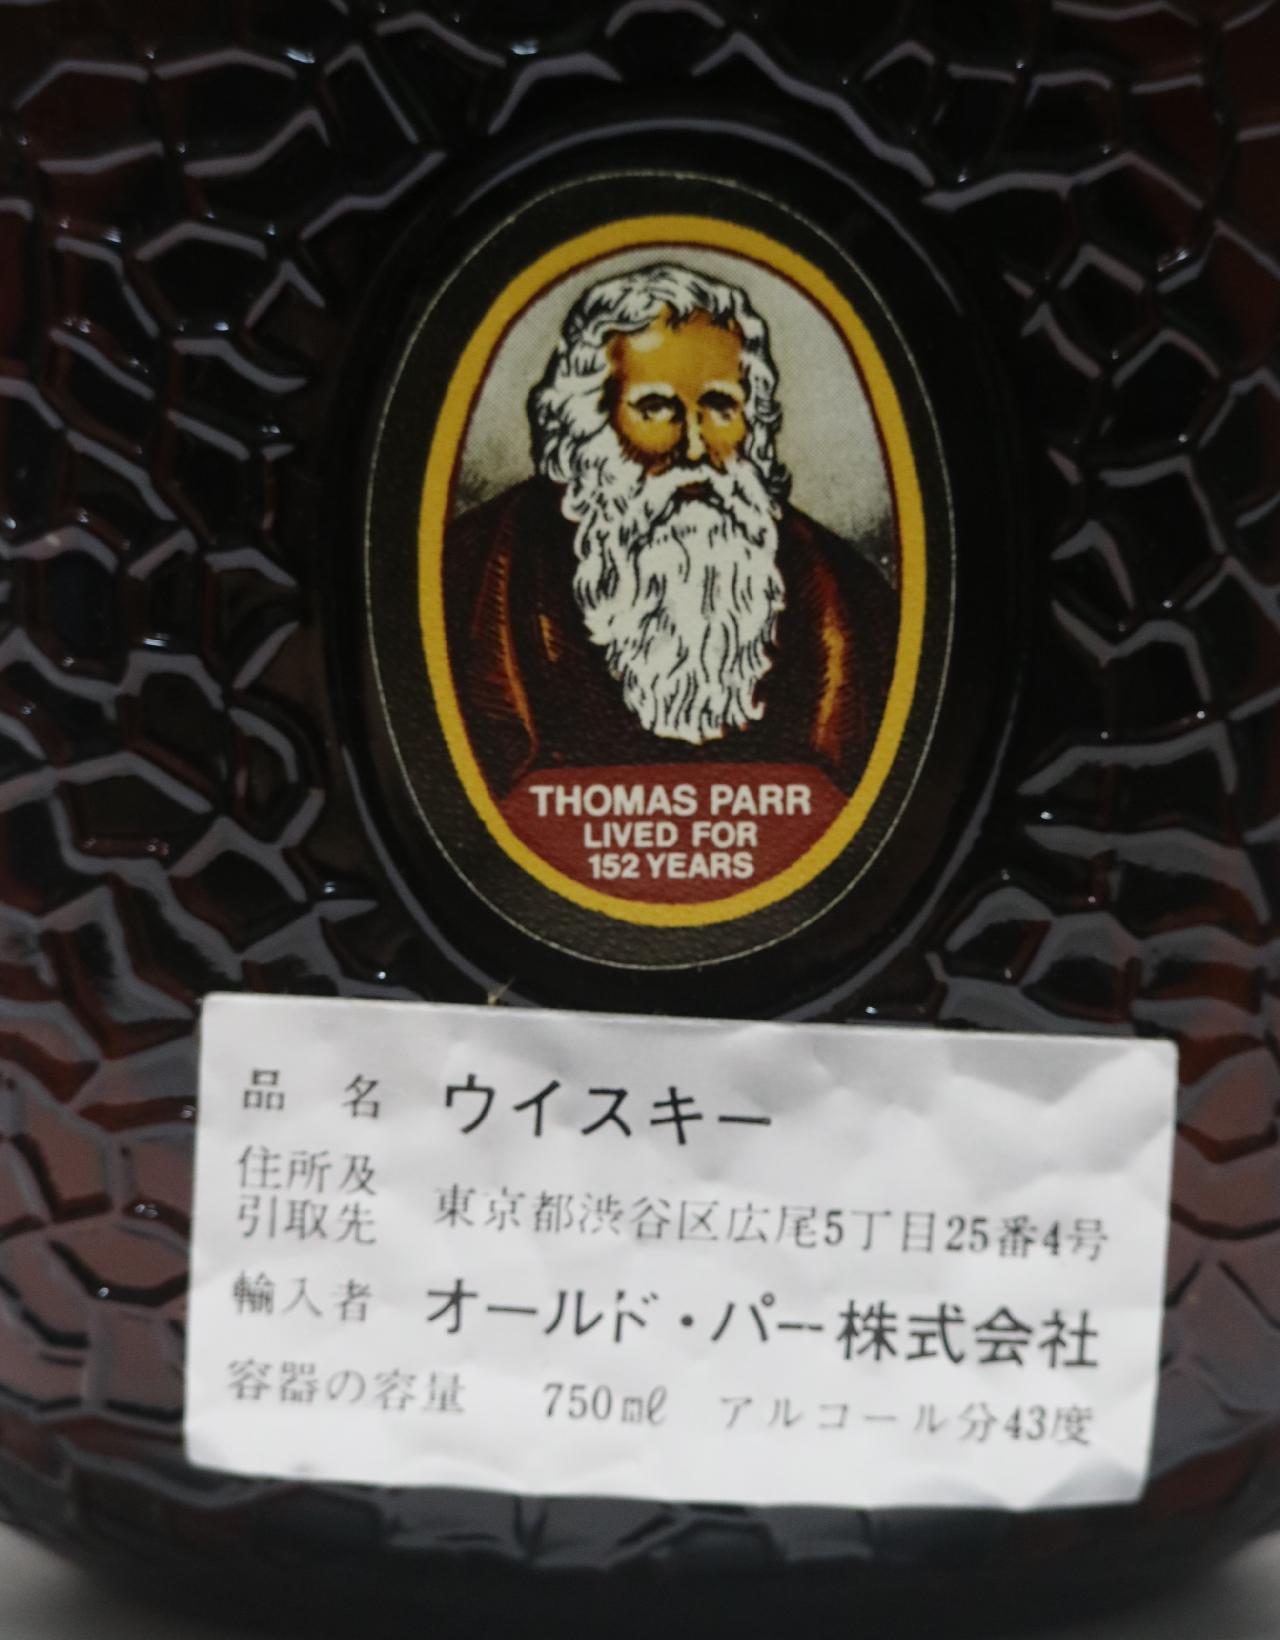 THOMAS PARR
LIVED FOR
152 YEARS
品 名 ウイスキー
住所及
引取先 東京都渋谷区広尾5丁目25番4号
輸入者 オールド・パー株式会社
容器の容量 750㎖ アルコール分43度